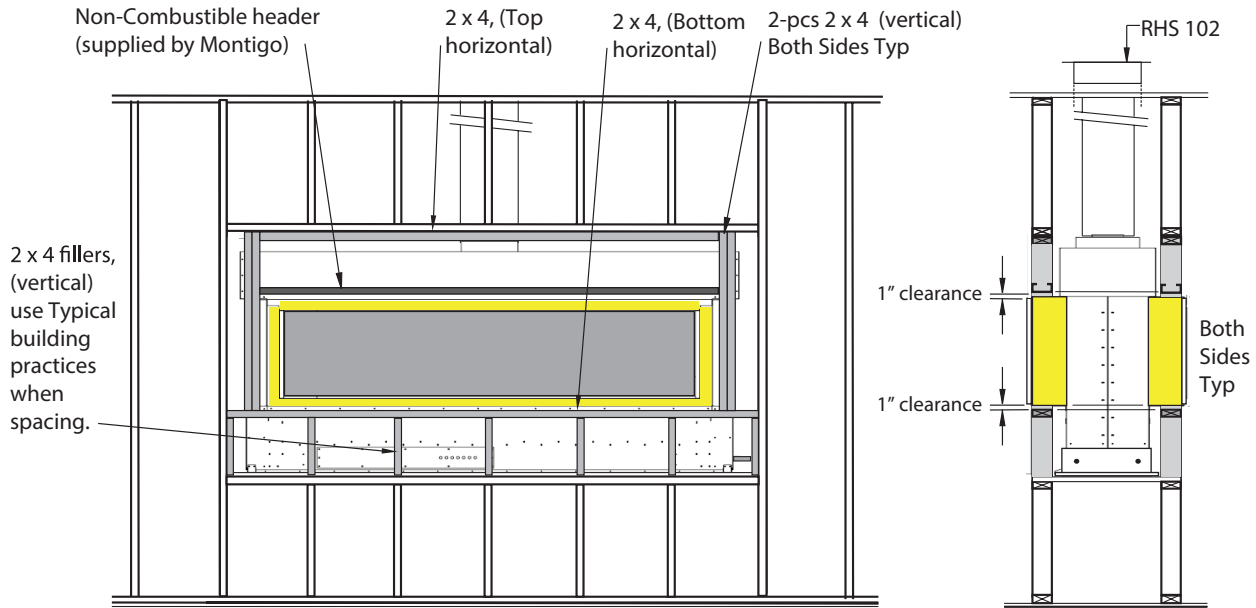 Non-Combustible header
(supplied by Montigo)
2 x 4, (Top
horizontal)
2 x 4, (Bottom
horizontal)
2-pcs 2 x 4  (vertical)
Both Sides Typ
RHS 102
2 x 4 fillers,
(vertical)
use Typical
building
practices
when
spacing.
1” clearance
1” clearance
Both
Sides
Typ